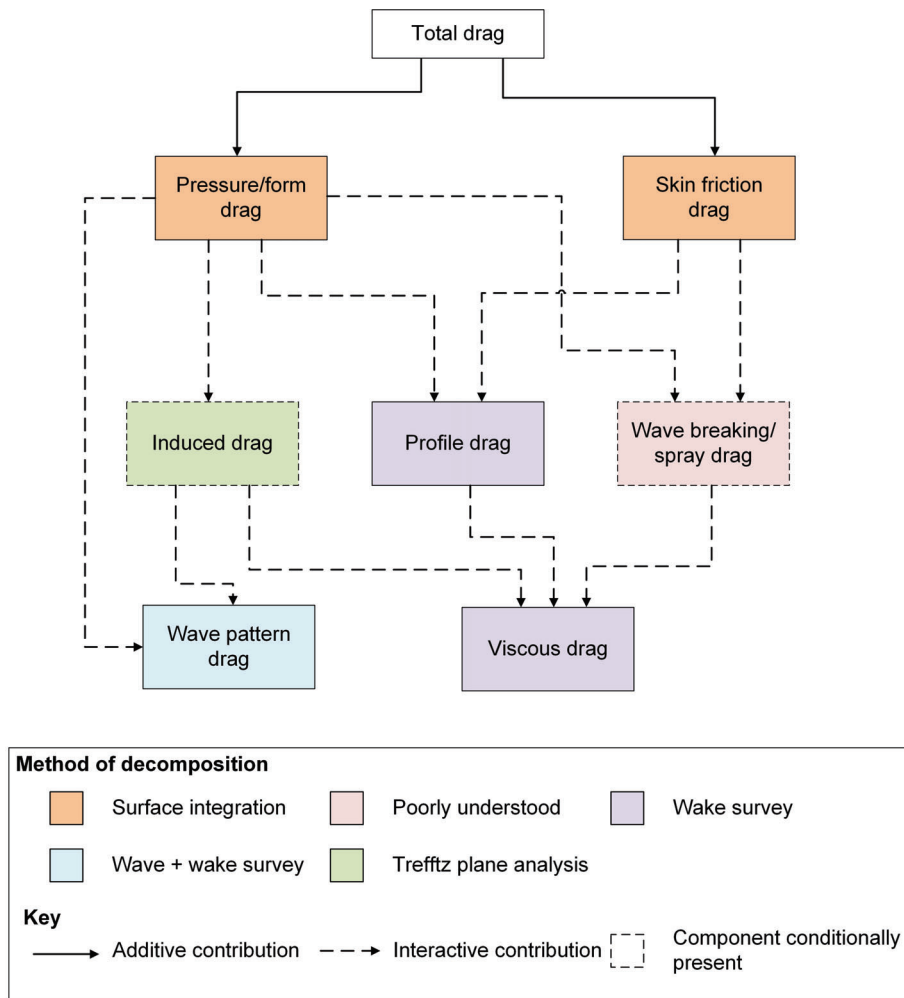 Total drag
Pressure/form
drag
Skin friction
drag
Induced drag
Profile drag
Wave breaking/
spray drag
Wave pattern
drag
Viscous drag
Method of decomposition
Surface integration
Poorly understood
Wake survey
Wave + wake survey
Trefftz plane analysis
Key
Additive contribution
Interactive contribution
Component conditionally
present